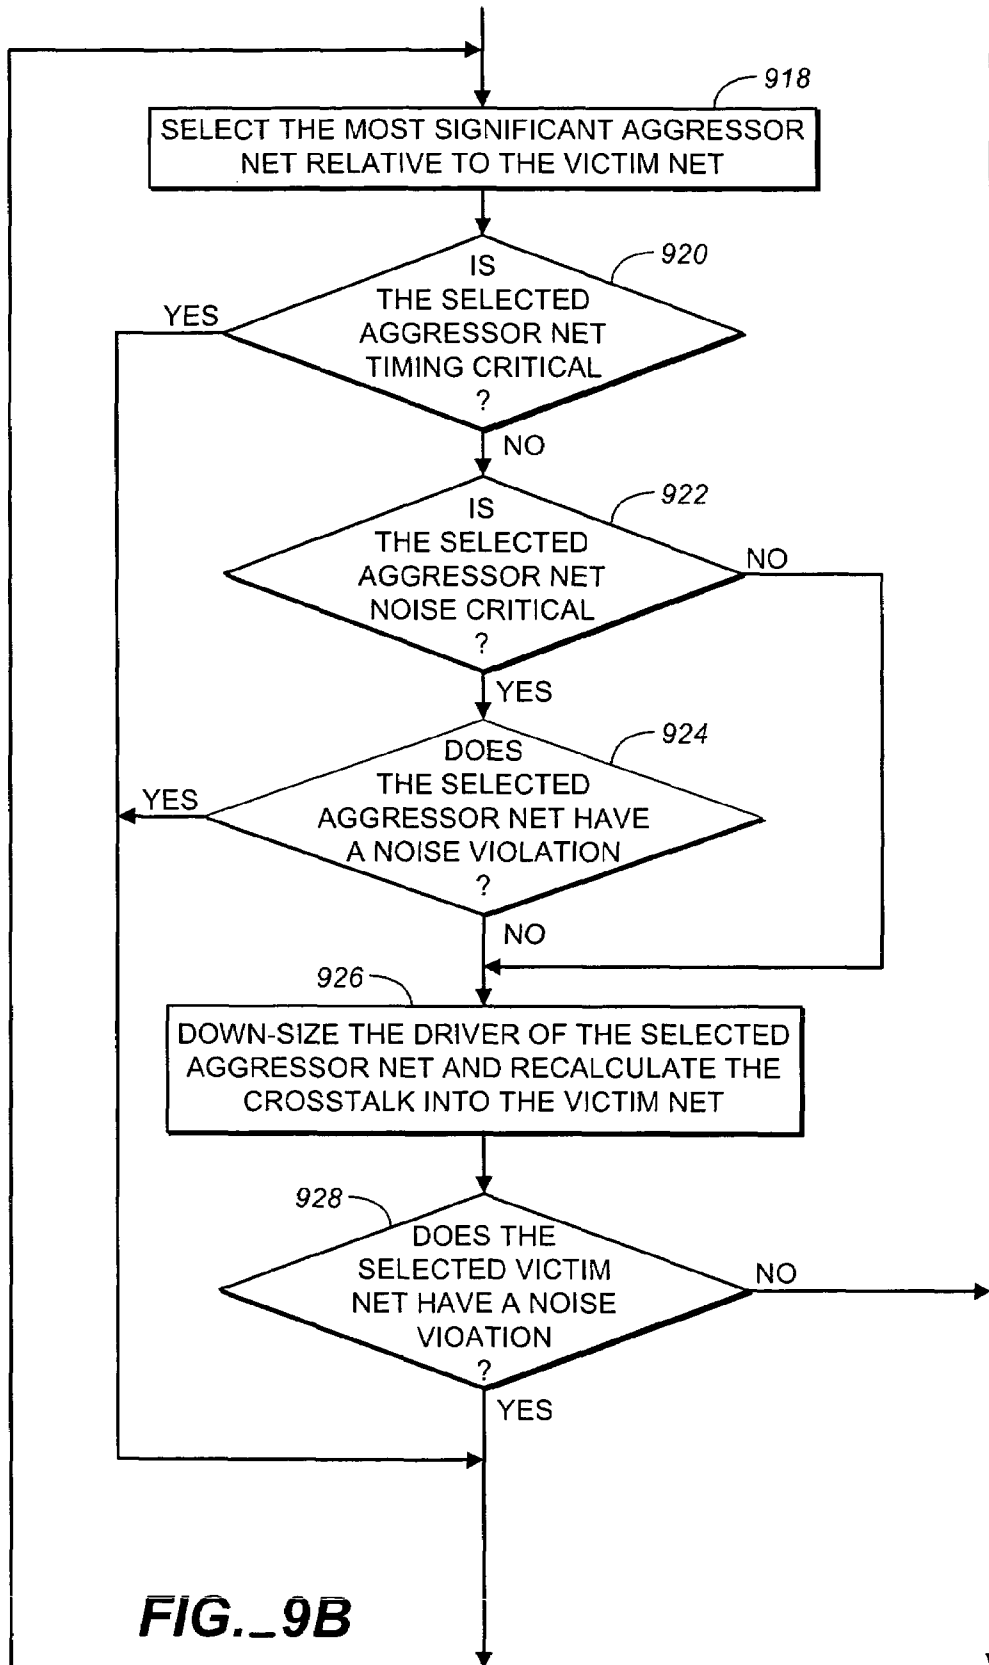 918
SELECT THE MOST SIGNIFICANT AGGRESSOR
NET RELATIVE TO THE VICTIM NET
920
IS
THE SELECTED
AGGRESSOR NET
TIMING CRITICAL
?
YES
NO
922
IS
THE SELECTED
AGGRESSOR NET
NOISE CRITICAL
?
NO
YES
924
DOES
THE SELECTED
AGGRESSOR NET HAVE
A NOISE VIOLATION
?
YES
NO
926
DOWN-SIZE THE DRIVER OF THE SELECTED
AGGRESSOR NET AND RECALCULATE THE
CROSSTALK INTO THE VICTIM NET
928
DOES THE
SELECTED VICTIM
NET HAVE A NOISE
VIOATION
?
NO
YES
FIG._9B